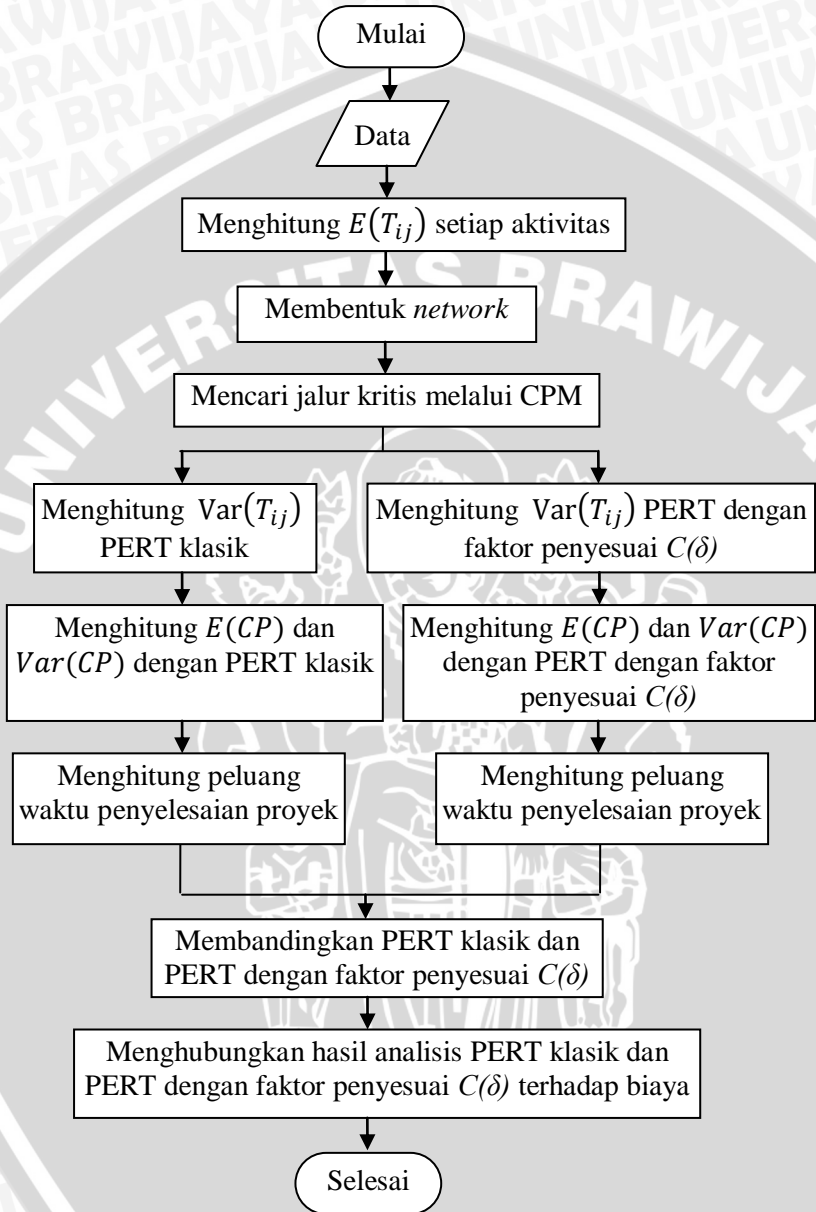 Mulai
Data
Menghitung E(T_ij) setiap aktivitas
Membentuk network
Mencari jalur kritis melalui CPM
Menghitung Var(T_ij)
PERT klasik
Menghitung Var(T_ij) PERT dengan
faktor penyesuai C(δ)
Menghitung E(CP) dan
Var(CP) dengan PERT klasik
Menghitung E(CP) dan Var(CP)
dengan PERT dengan faktor
penyesuai C(δ)
Menghitung peluang
waktu penyelesaian proyek
Menghitung peluang
waktu penyelesaian proyek
Membandingkan PERT klasik dan
PERT dengan faktor penyesuai C(δ)
Menghubungkan hasil analisis PERT klasik dan
PERT dengan faktor penyesuai C(δ) terhadap biaya
Selesai